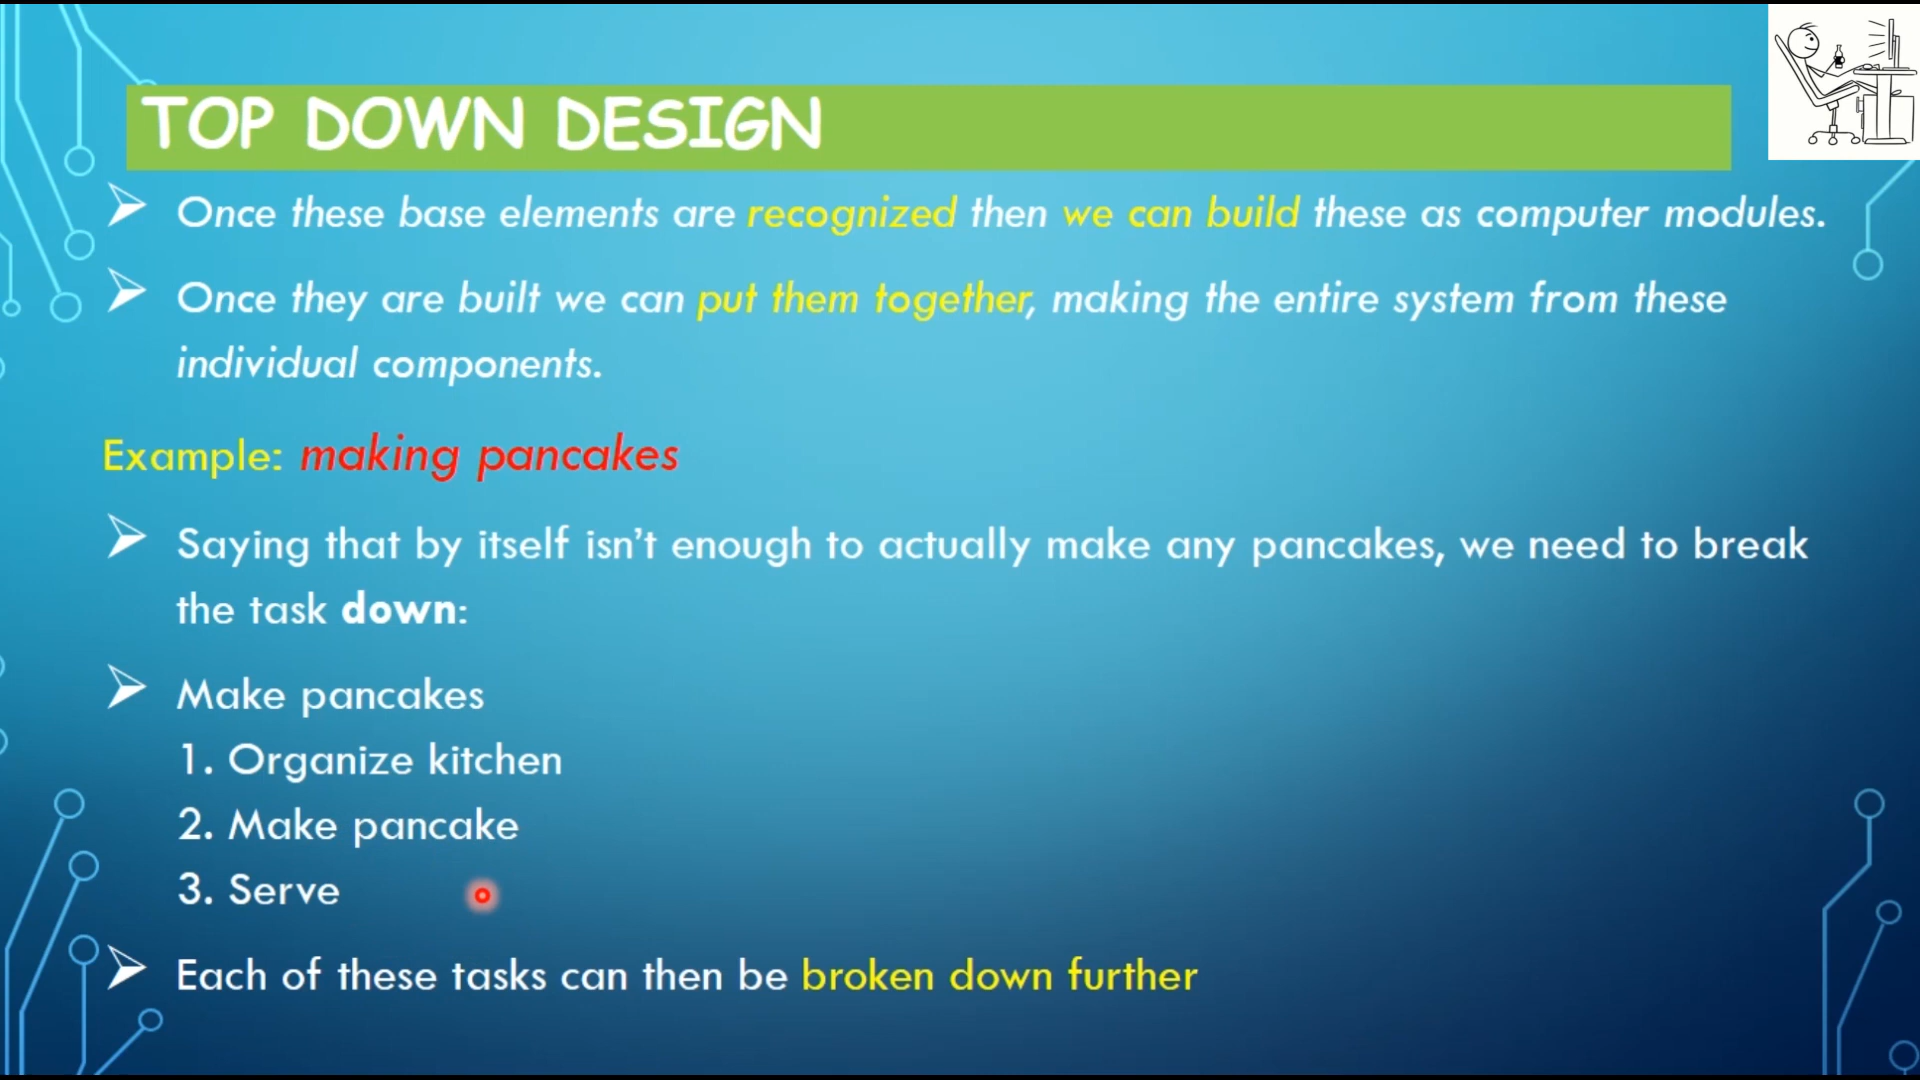 TOP DOWN DESIGN
Once these base elements are recognized then we can build these as computer modules.
Once they are built we can put them together, making the entire system from these
individual components.
Example: making pancakes
Saying that by itself isn’t enough to actually make any pancakes, we need to break
the task down:
Make pancakes
1. Organize kitchen
2. Make pancake
3. Serve
Each of these tasks can then be broken down further